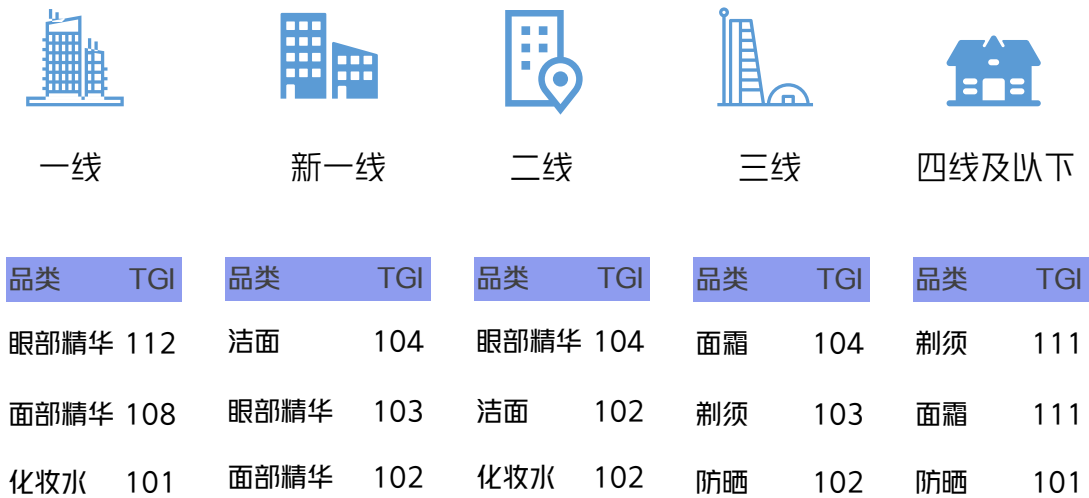 一线 新一线 二线 三线 四线及以下
品类 TGI 品类 TGI 品类 TGI 品类 TGI 品类 TGI
眼部精华 112 洁面 104 眼部精华 104 面霜 104 剃须 111
面部精华 108 眼部精华 103 洁面 102 剃须 103 面霜 111
化妆水 101 面部精华 102 化妆水 102 防晒 102 防晒 101